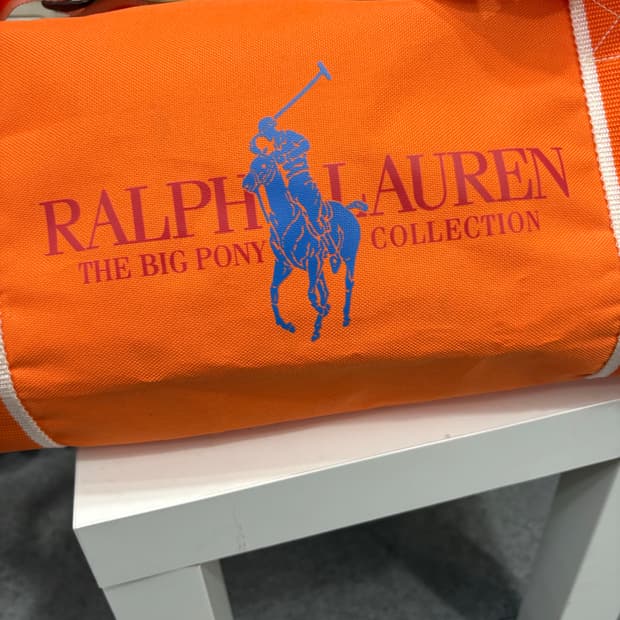 RALPH LAUREN
THE BIG PONY COLLECTION